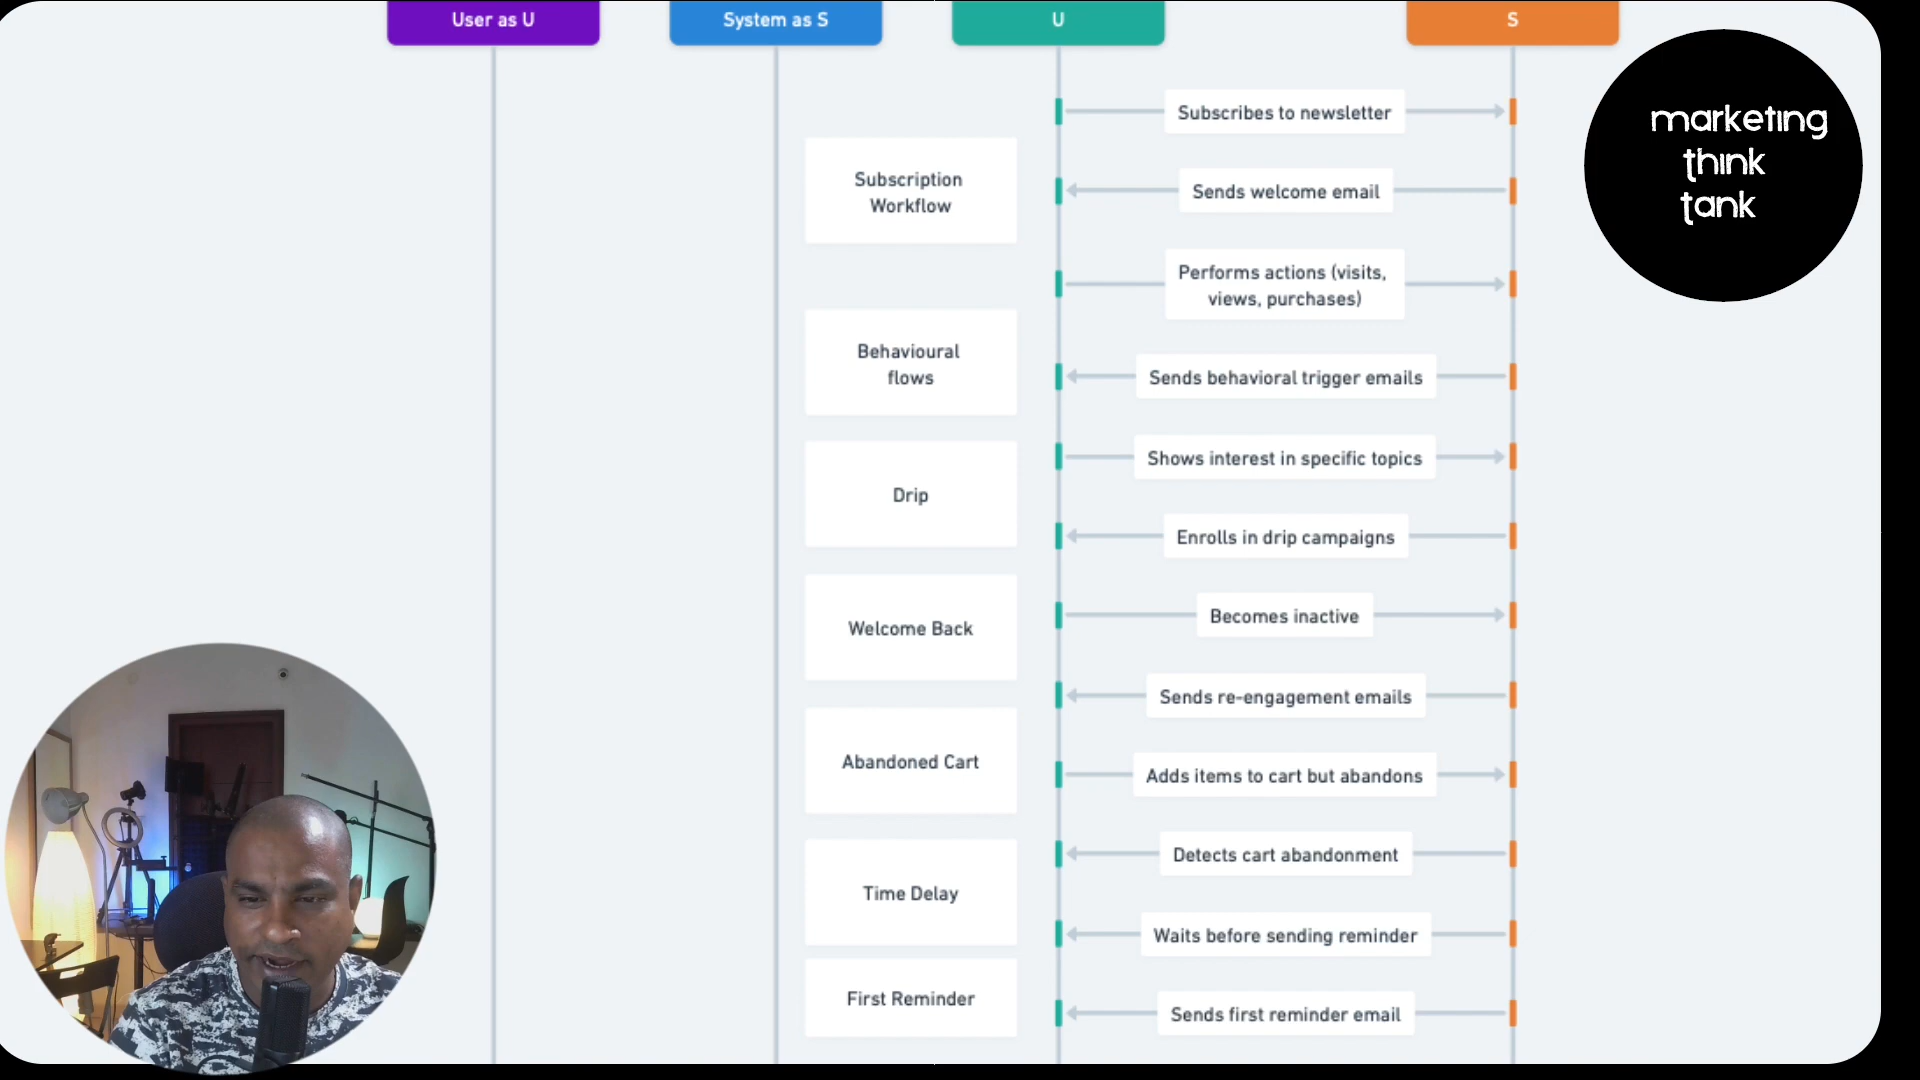 User as U
System as S
U
S
Subscribes to newsletter
marketing
think
tank
Subscription
Workflow
Sends welcome email
Performs actions (visits,
views, purchases)
Behavioural
flows
Sends behavioral trigger emails
Shows interest in specific topics
Drip
Enrolls in drip campaigns
Welcome Back
Becomes inactive
Sends re-engagement emails
Abandoned Cart
Adds items to cart but abandons
Detects cart abandonment
Time Delay
Waits before sending reminder
First Reminder
Sends first reminder email